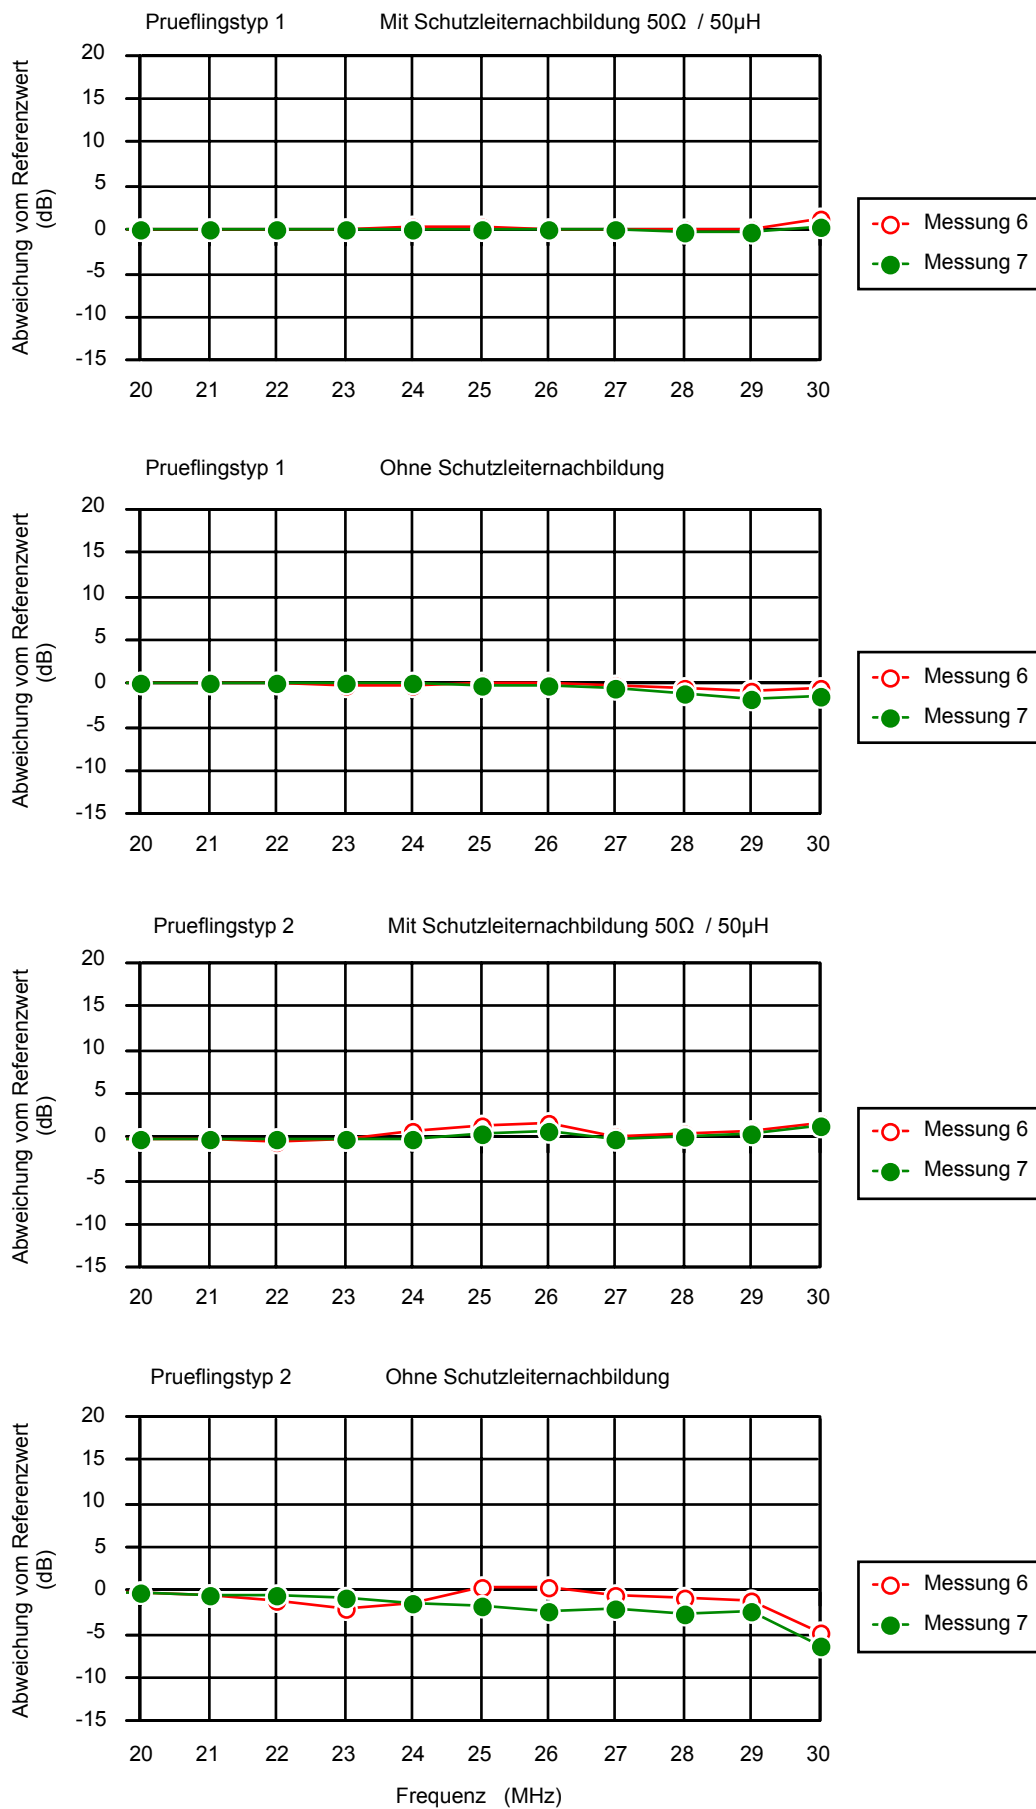 Prueflingstyp 1 Mit Schutzleiternachbildung 50Ω / 50µH
Abweichung vom Referenzwert
(dB)
20
15
10
5
0
-5
-10
-15
20 21 22 23 24 25 26 27 28 29 30
Messung 6
Messung 7
Prueflingstyp 1 Ohne Schutzleiternachbildung
Abweichung vom Referenzwert
(dB)
20
15
10
5
0
-5
-10
-15
20 21 22 23 24 25 26 27 28 29 30
Messung 6
Messung 7
Prueflingstyp 2 Mit Schutzleiternachbildung 50Ω / 50µH
Abweichung vom Referenzwert
(dB)
20
15
10
5
0
-5
-10
-15
20 21 22 23 24 25 26 27 28 29 30
Messung 6
Messung 7
Prueflingstyp 2 Ohne Schutzleiternachbildung
Abweichung vom Referenzwert
(dB)
20
15
10
5
0
-5
-10
-15
20 21 22 23 24 25 26 27 28 29 30
Messung 6
Messung 7
Frequenz (MHz)